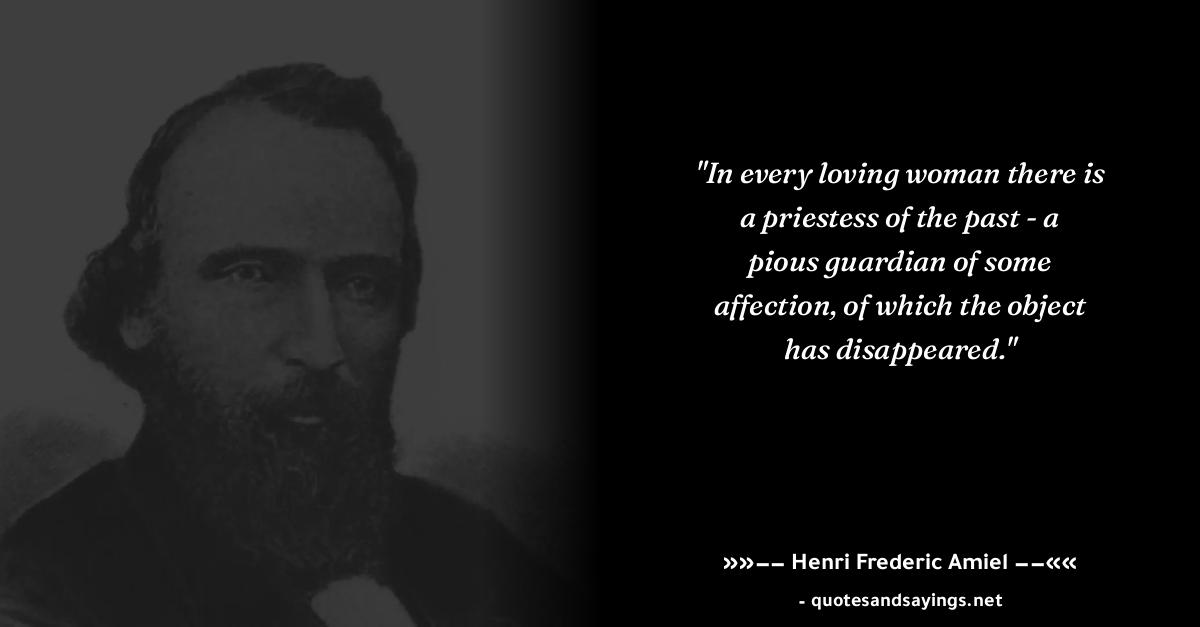 "In every loving woman there is
a priestess of the past - a
pious guardian of some
affection, of which the object
has disappeared."
»»−− Henri Frederic Amiel −−««
- quotesandsayings.net